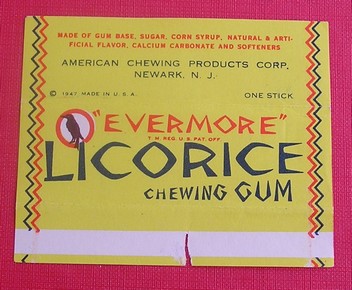 MADE OF GUM BASE, SUGAR, CORN SYRUP, NATURAL & ARTI-
FICIAL FLAVOR, CALCIUM CARBONATE AND SOFTENERS
AMERICAN CHEWING PRODUCTS CORP.
NEWARK, N. J.
© 1947 MADE IN U. S. A. ONE STICK
"EVERMORE"
T. M. REG. U. S. PAT. OFF.
LICORICE
CHEWING GUM